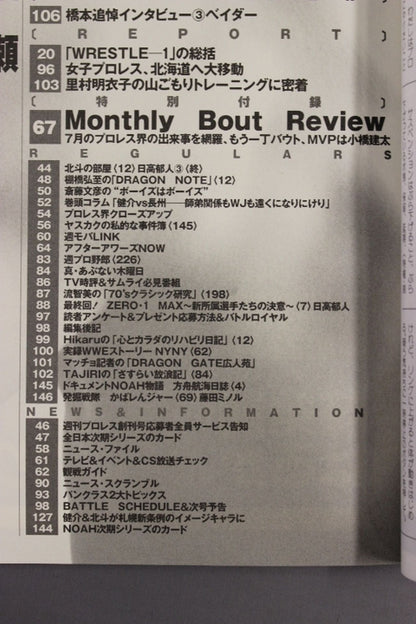 106 橋本追悼インタビュー③ベイダー
〔REPORT〕
20 「WRESTLE―1」の総括
96 女子プロレス、北海道へ大移動
103 里村明衣子の山ごもりトレーニングに密着
〔特別付録〕
67 Monthly Bout Review
7月のプロレス界の出来事を網羅、もう一丁バウト、MVPは小橋建太
REGULARS
44 北斗の部屋〈12〉日高郁人③〈終〉
48 棚橋弘至の「DRAGON NOTE」〈12〉
50 斎藤文彦の“ボーイズはボーイズ”
52 巻頭コラム「健介vs長州――師弟関係もWJも遠くになりにけり」
54 プロレス界クローズアップ
56 ヤスカクの私的な事件簿〈145〉
60 週モバLINK
64 アフターアワーズNOW
83 週プロ野郎〈226〉
84 真・あぶない木曜日
86 TV時評&サムライ必見番組
87 流智美の「70'sクラシック研究」〈198〉
88 最終回! ZERO・1 MAX〜新所属選手たちの決意〜〈7〉日高郁人
97 読者アンケート&プレゼント応募方法&バトルロイヤル
98 編集後記
99 Hikaruの「心とカラダのリハビリ日記」〈12〉
100 実録WWEストーリー NYNY〈62〉
101 マッチョ記者の「DRAGON GATE広人苑」
102 TAJIRIの「さすらい放浪記」〈84〉
145 ドキュメントNOAH物語 方舟航海日誌〈4〉
146 発掘戦隊 かばレンジャー〈69〉藤田ミノル
NEWS&INFORMATION
46 週刊プロレス創刊号応募者全員サービス告知
47 全日本次期シリーズのカード
58 ニュース・ファイル
61 テレビ&イベント&CS放送チェック
62 観戦ガイド
90 ニュース・スクランブル
93 パンクラス2大トピックス
98 BATTLE SCHEDULE&次号予告
127 健介&北斗が札幌新条例のイメージキャラに
144 NOAH次期シリーズのカード
頼